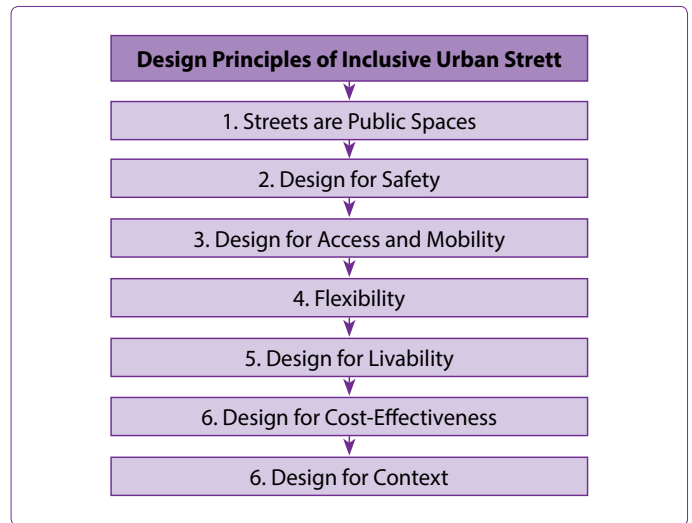 Design Principles of Inclusive Urban Strett
1. Streets are Public Spaces
2. Design for Safety
3. Design for Access and Mobility
4. Flexibility
5. Design for Livability
6. Design for Cost-Effectiveness
6. Design for Context